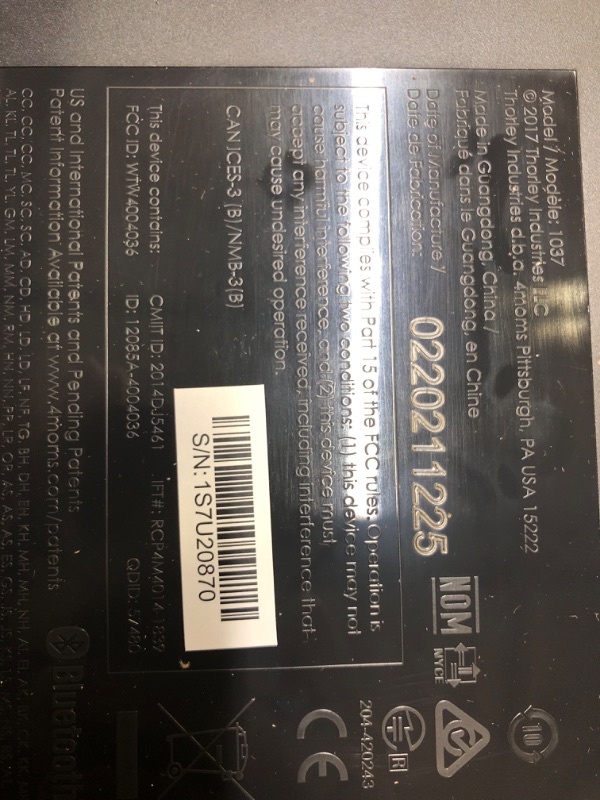 Model / Modèle: 1037
© 2017 Thorley Industries LLC
Thorley Industries d.b.a. 4moms Pittsburgh, PA USA 15222
Made in Guangdong, China /
Fabriqué dans le Guangdong, en Chine
Date of Manufacture /
Date de Fabrication:
0220211225
NOM
NYCE
This device complies with Part 15 of the FCC rules. Operation is
subject to the following two conditions: (1) this device may not
cause harmful interference, and (2) this device must
accept any interference received, including interference that
may cause undesired operation.
CAN ICES-3 (B)/NMB-3(B)
S/N:1S7U20870
This device contains: CMIIT ID: 2014DJ5461
FCC ID: WTW4004036 ID: 12085A-4004036
R
204-420243
CE
US and International Patents and Pending Patents
Patent Information Available at www.4moms.com/patents
Bluetooth